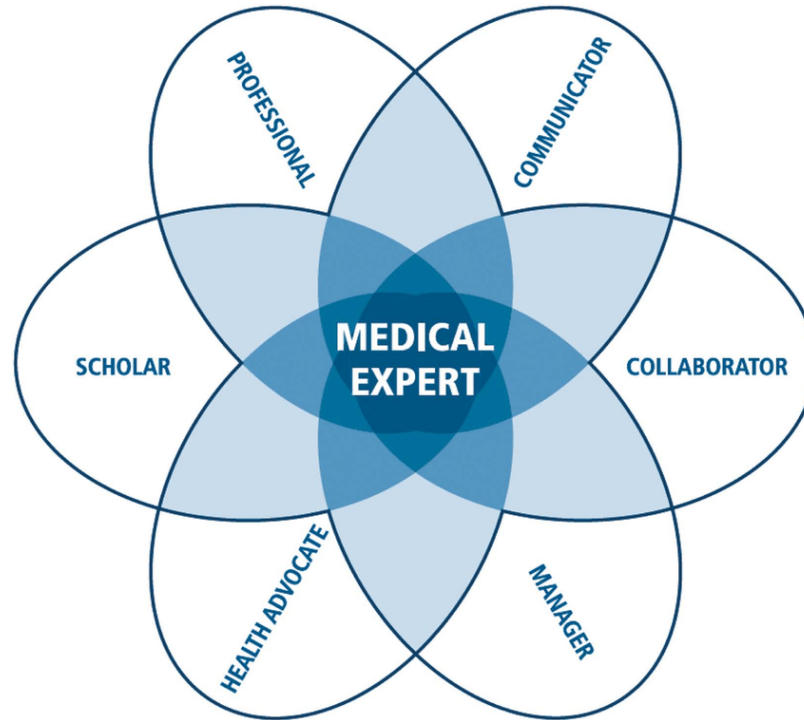 PROFESSIONAL
COMMUNICATOR
SCHOLAR
MEDICAL
EXPERT
COLLABORATOR
HEALTH ADVOCATE
MANAGER